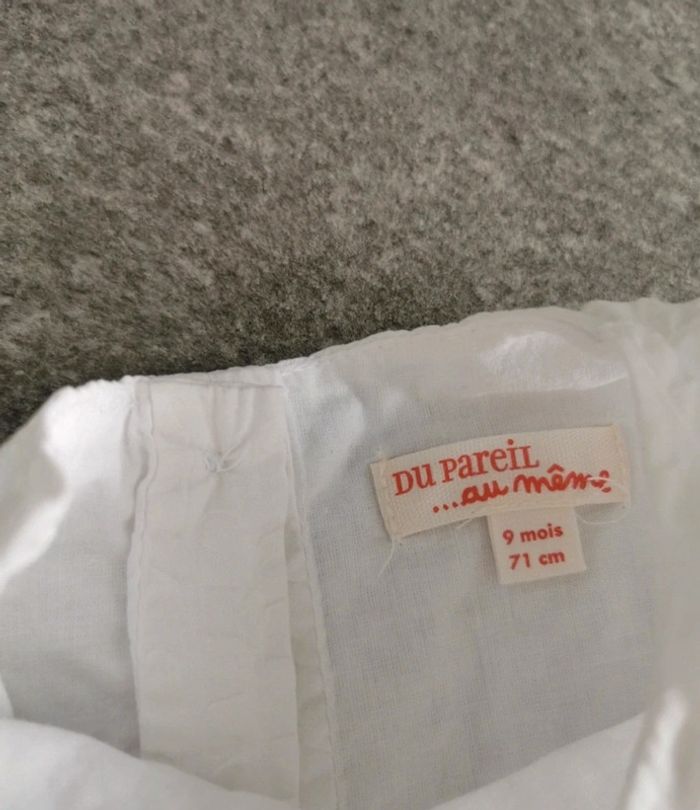 DU PAREIL
...au même
9 mois
71 cm